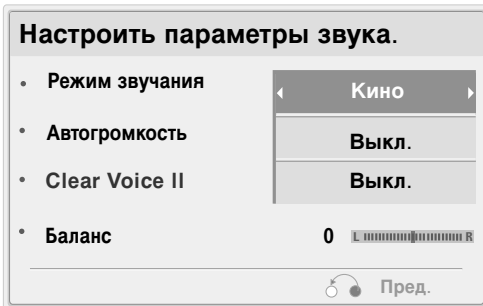 Настроить параметры звука.
• Режим звучания Кино
• Автогромкость Выкл.
• Clear Voice II Выкл.
• Баланс 0 L R
Пред.